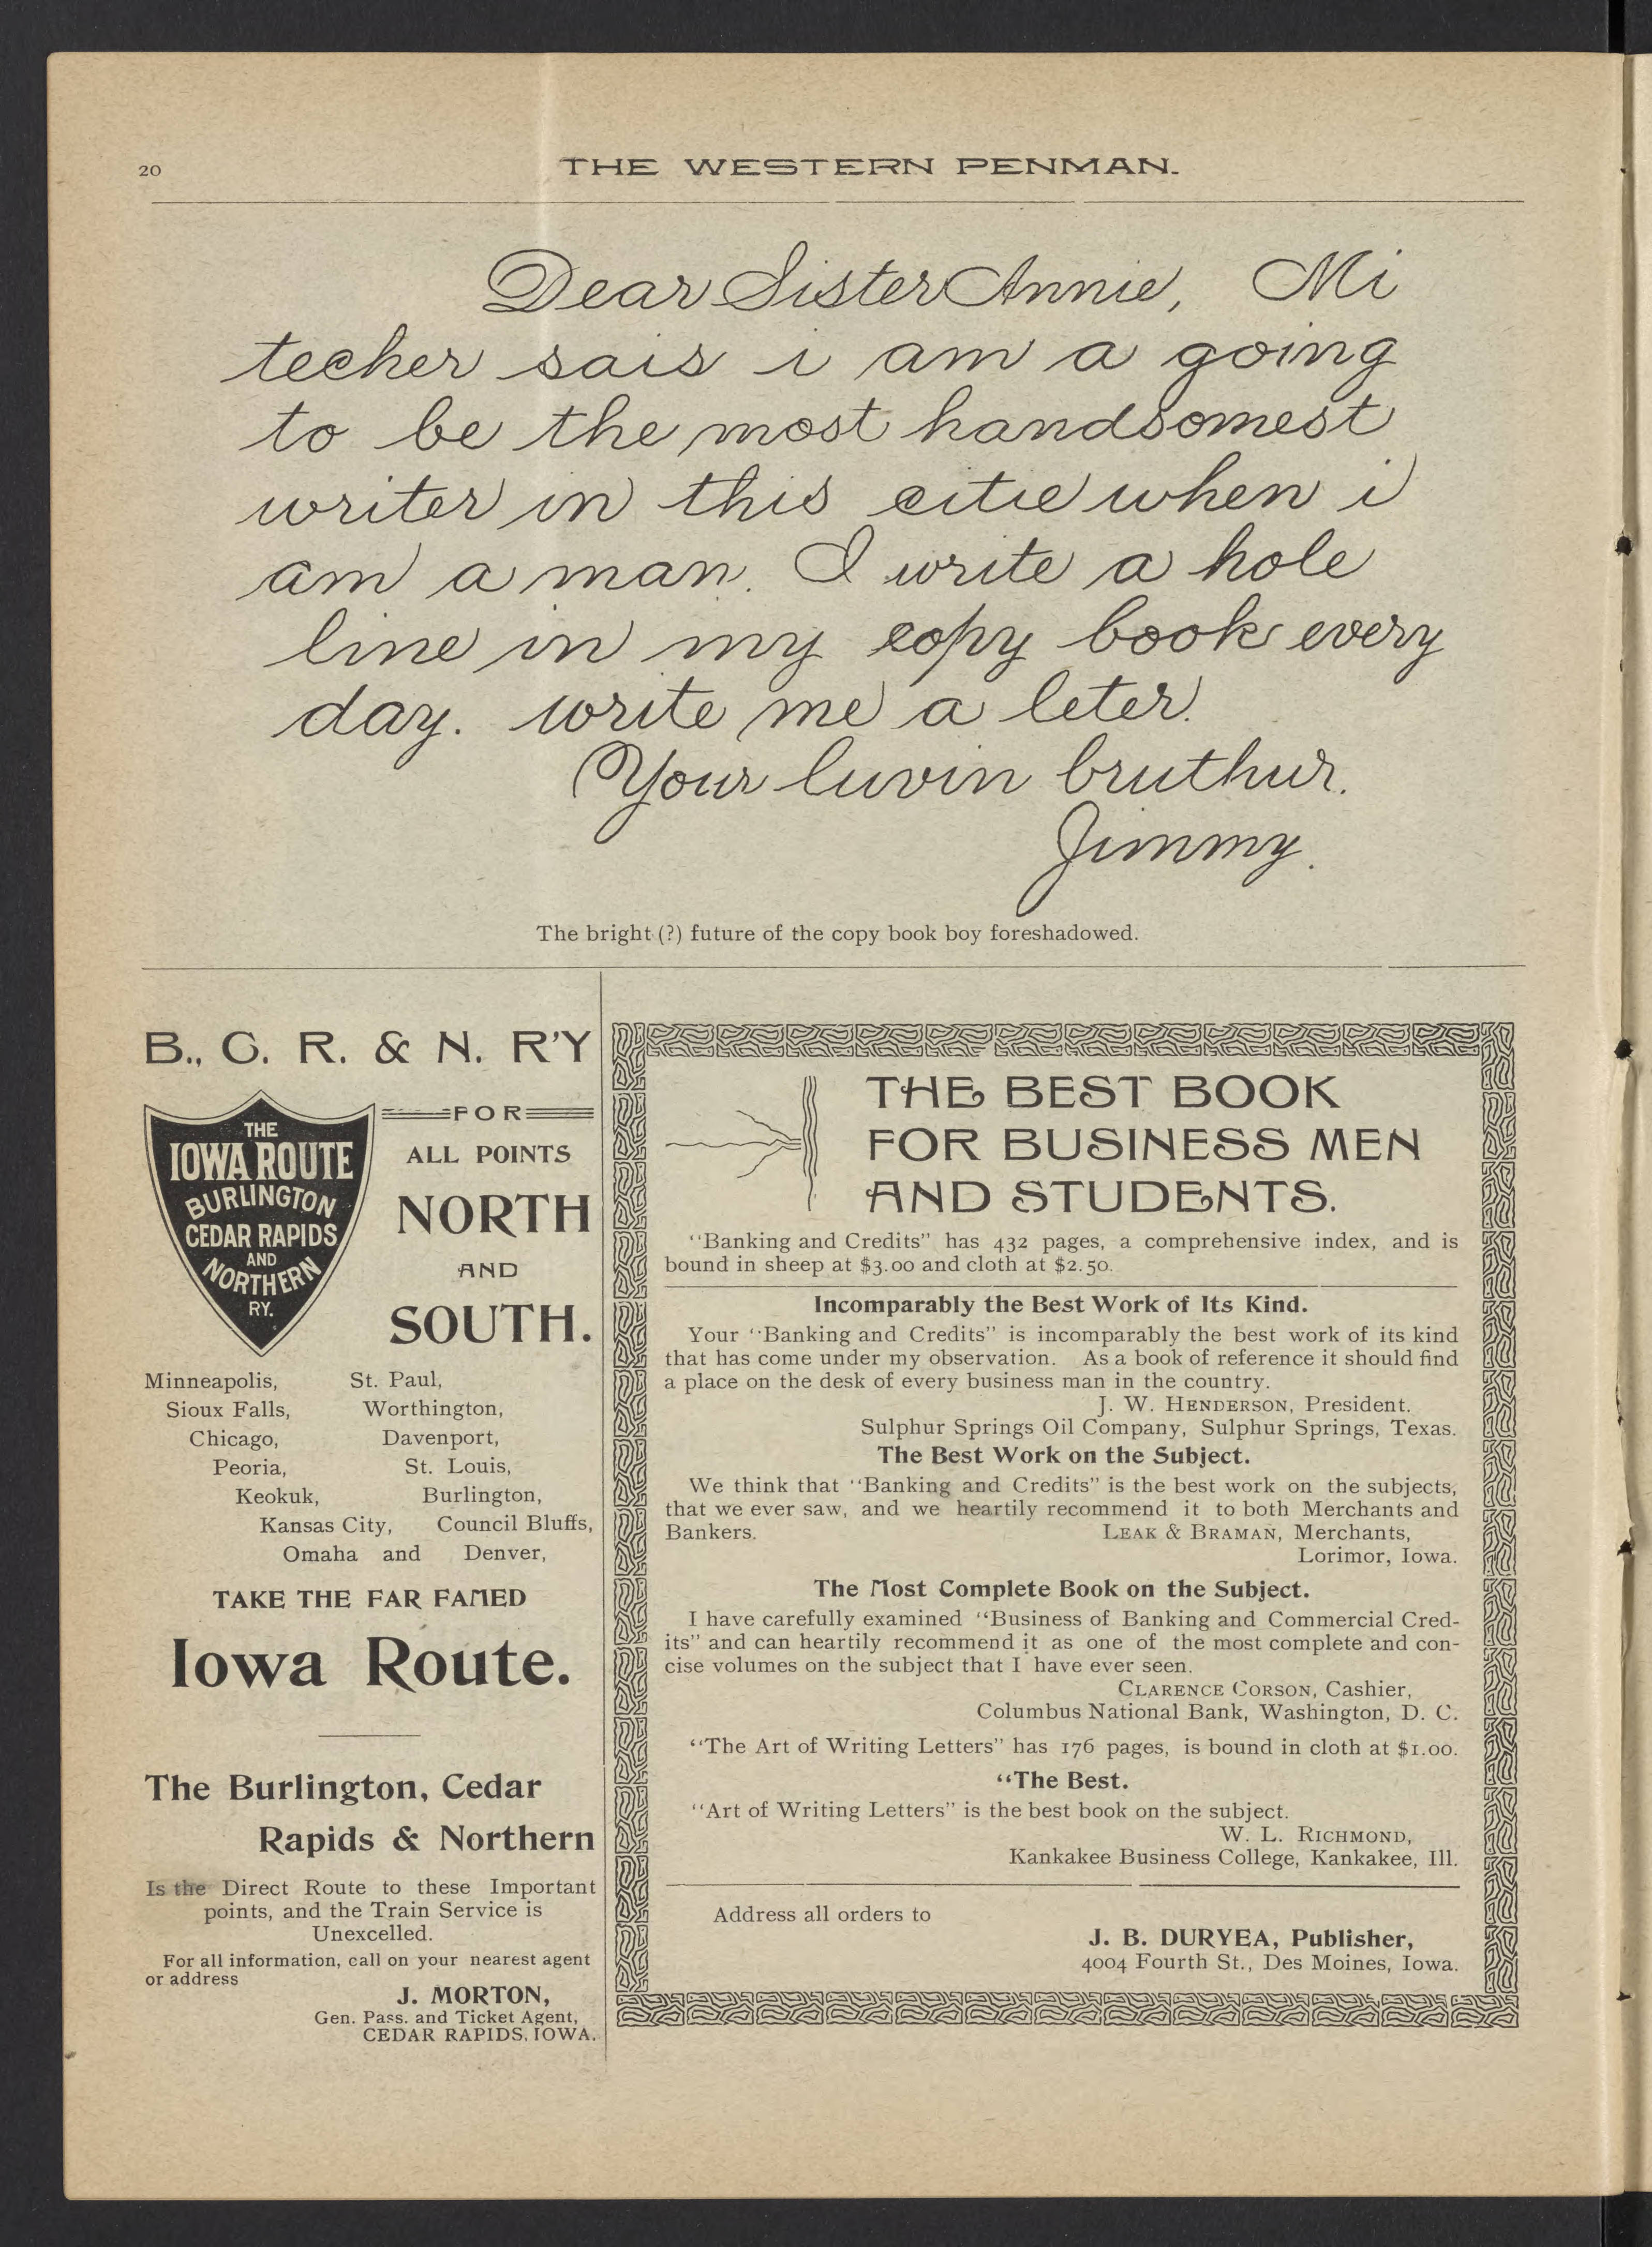 20
THE WESTERN PENMAN.
Dear Sister Annie, Mi
techer sais i am a going
to be the most handsomest
writer in this citie when i
am a man. I write a hole
line in my copy book every
day. write me a leter.
Your luvin bruthur.
Jimmy.
The bright (?) future of the copy book boy foreshadowed.
B., C. R. & N. R'Y
THE
IOWA ROUTE
BURLINGTON
CEDAR RAPIDS
AND
NORTHERN
RY.
FOR
ALL POINTS
NORTH
AND
SOUTH.
Minneapolis, St. Paul,
Sioux Falls, Worthington,
Chicago, Davenport,
Peoria, St. Louis,
Keokuk, Burlington,
Kansas City, Council Bluffs,
Omaha and Denver,
TAKE THE FAR FAMED
Iowa Route.
The Burlington, Cedar
Rapids & Northern
Is the Direct Route to these Important
points, and the Train Service is
Unexcelled.
For all information, call on your nearest agent
or address
J. MORTON,
Gen. Pass. and Ticket Agent,
CEDAR RAPIDS, IOWA.
THE BEST BOOK
FOR BUSINESS MEN
AND STUDENTS.
"Banking and Credits" has 432 pages, a comprehensive index, and is
bound in sheep at $3.00 and cloth at $2.50.
Incomparably the Best Work of Its Kind.
Your "Banking and Credits" is incomparably the best work of its kind
that has come under my observation. As a book of reference it should find
a place on the desk of every business man in the country.
J. W. HENDERSON, President.
Sulphur Springs Oil Company, Sulphur Springs, Texas.
The Best Work on the Subject.
We think that "Banking and Credits" is the best work on the subjects,
that we ever saw, and we heartily recommend it to both Merchants and
Bankers. LEAK & BRAMAN, Merchants,
Lorimor, Iowa.
The Most Complete Book on the Subject.
I have carefully examined "Business of Banking and Commercial Cred-
its" and can heartily recommend it as one of the most complete and con-
cise volumes on the subject that I have ever seen.
CLARENCE CORSON, Cashier,
Columbus National Bank, Washington, D. C.
"The Art of Writing Letters" has 176 pages, is bound in cloth at $1.00.
"The Best.
"Art of Writing Letters" is the best book on the subject.
W. L. RICHMOND,
Kankakee Business College, Kankakee, Ill.
Address all orders to
J. B. DURYEA, Publisher,
4004 Fourth St., Des Moines, Iowa.